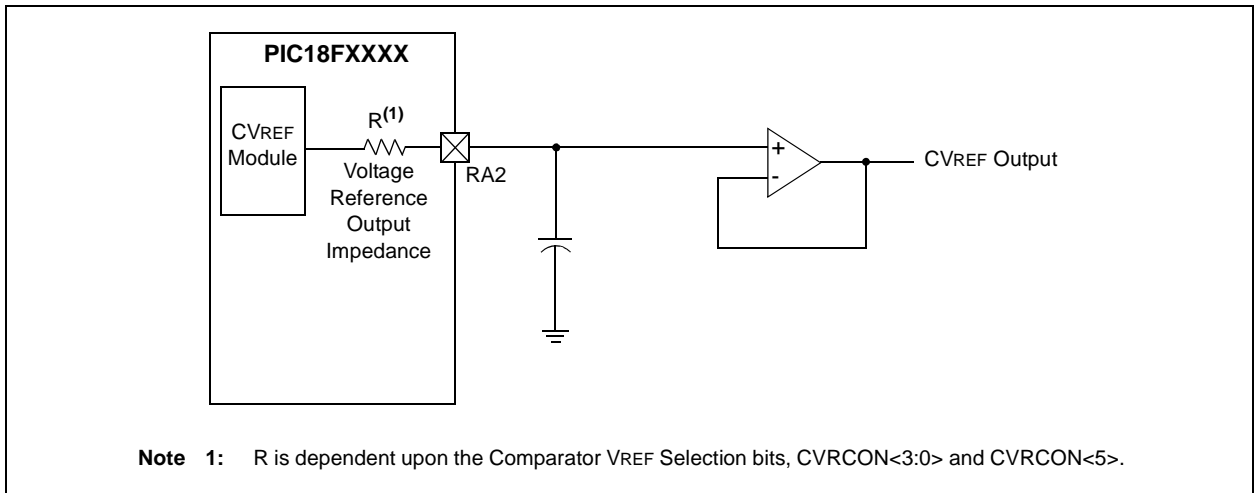 PIC18FXXXX
CVREF
Module
R(1)
Voltage
Reference
Output
Impedance
RA2
+
-
CVREF Output
Note 1: R is dependent upon the Comparator VREF Selection bits, CVRCON<3:0> and CVRCON<5>.